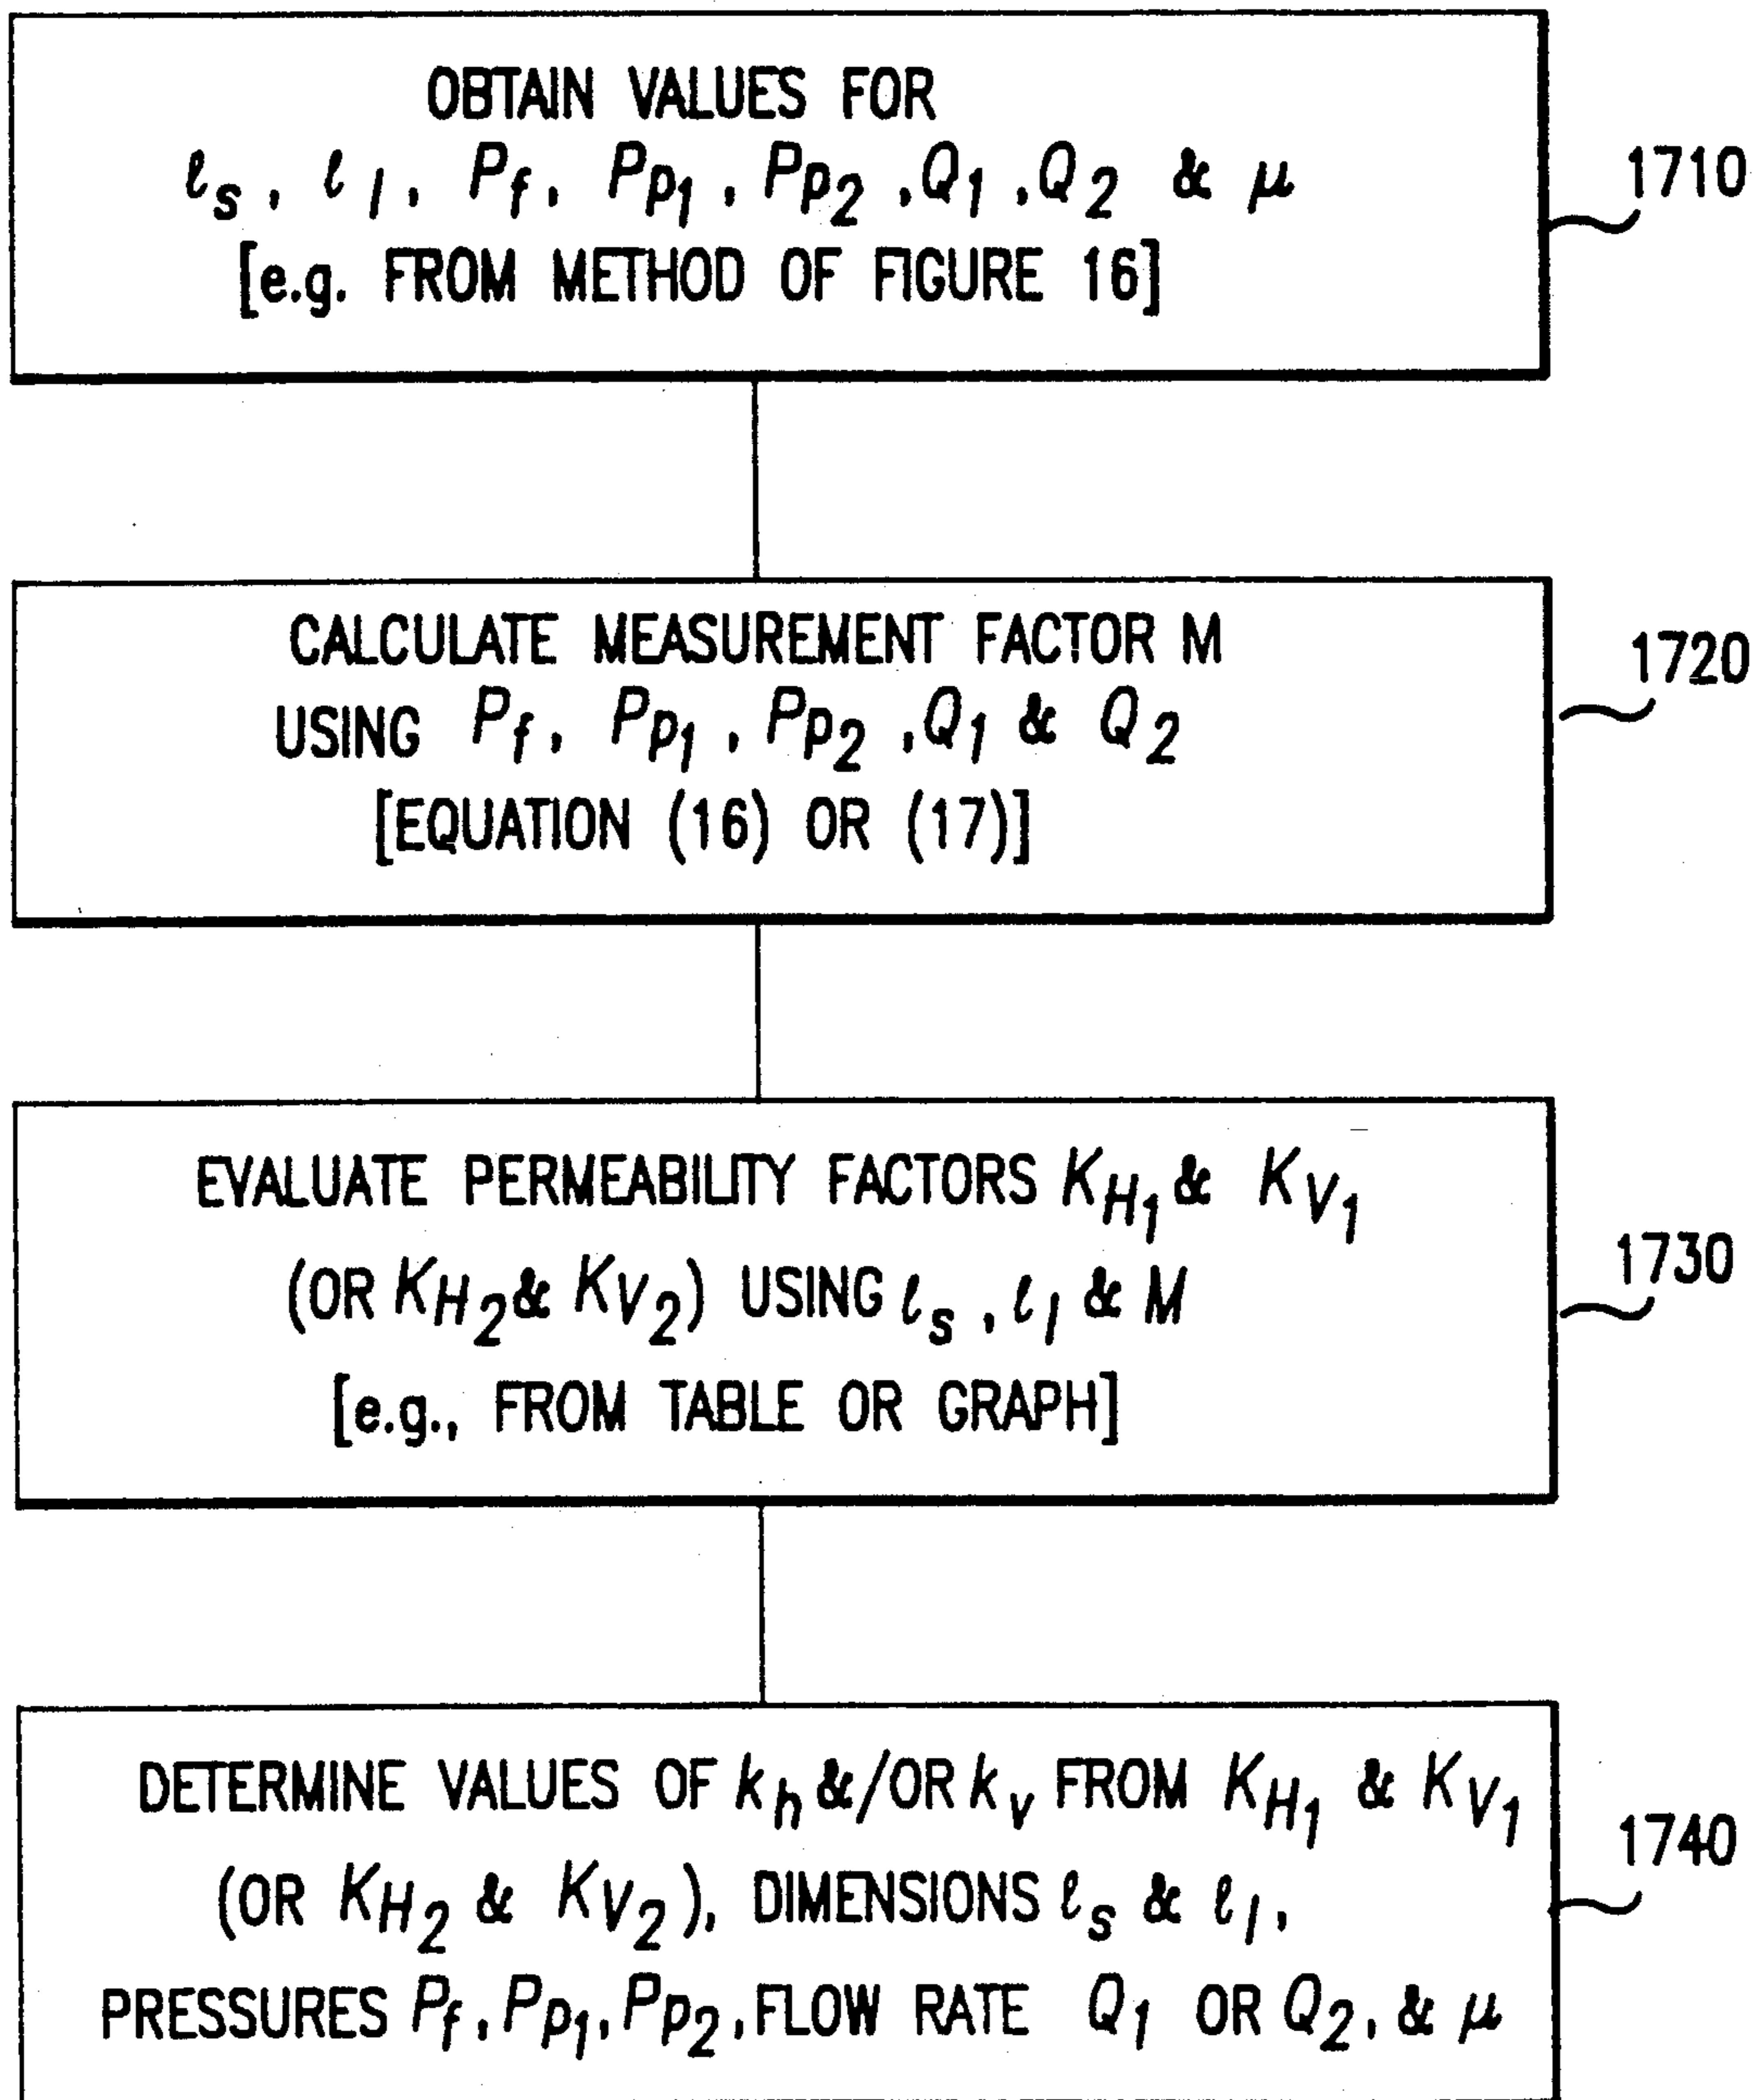 OBTAIN VALUES FOR
ℓs, ℓl, Pf, Pp1, Pp2, Q1, Q2 & μ
[e.g. FROM METHOD OF FIGURE 16]
1710
CALCULATE MEASUREMENT FACTOR M
USING Pf, Pp1, Pp2, Q1 & Q2
[EQUATION (16) OR (17)]
1720
EVALUATE PERMEABILITY FACTORS KH1 & KV1
(OR KH2 & KV2) USING ℓs, ℓl & M
[e.g., FROM TABLE OR GRAPH]
1730
DETERMINE VALUES OF kh &/OR kv FROM KH1 & KV1
(OR KH2 & KV2), DIMENSIONS ℓs & ℓl,
PRESSURES Pf, Pp1, Pp2, FLOW RATE Q1 OR Q2, & μ
1740